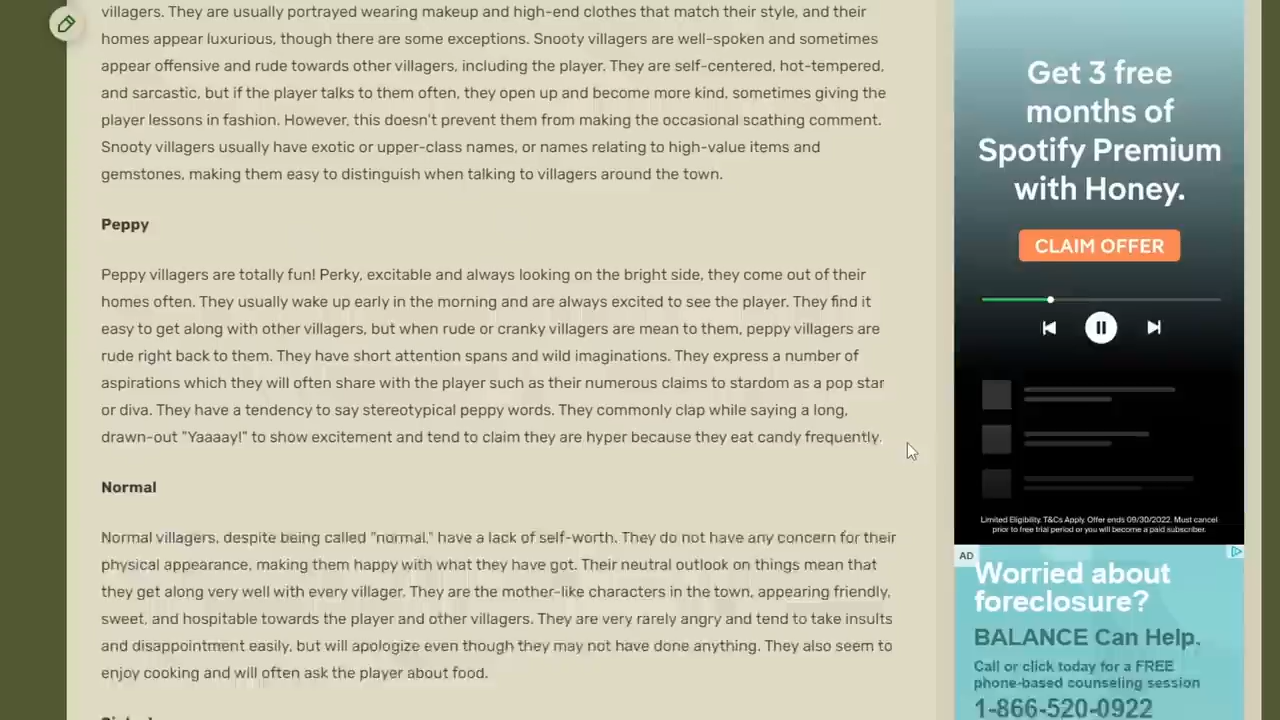 villagers. They are usually portrayed wearing makeup and high-end clothes that match their style, and their
homes appear luxurious, though there are some exceptions. Snooty villagers are well-spoken and sometimes
appear offensive and rude towards other villagers, including the player. They are self-centered, hot-tempered,
and sarcastic, but if the player talks to them often, they open up and become more kind, sometimes giving the
player lessons in fashion. However, this doesn't prevent them from making the occasional scathing comment.
Snooty villagers usually have exotic or upper-class names, or names relating to high-value items and
gemstones, making them easy to distinguish when talking to villagers around the town.
Peppy
Peppy villagers are totally fun! Perky, excitable and always looking on the bright side, they come out of their
homes often. They usually wake up early in the morning and are always excited to see the player. They find it
easy to get along with other villagers, but when rude or cranky villagers are mean to them, peppy villagers are
rude right back to them. They have short attention spans and wild imaginations. They express a number of
aspirations which they will often share with the player such as their numerous claims to stardom as a pop star
or diva. They have a tendency to say stereotypical peppy words. They commonly clap while saying a long,
drawn-out "Yaaaay!" to show excitement and tend to claim they are hyper because they eat candy frequently.
Normal
Normal villagers, despite being called "normal," have a lack of self-worth. They do not have any concern for their
physical appearance, making them happy with what they have got. Their neutral outlook on things mean that
they get along very well with every villager. They are the mother-like characters in the town, appearing friendly,
sweet, and hospitable towards the player and other villagers. They are very rarely angry and tend to take insults
and disappointment easily, but will apologize even though they may not have done anything. They also seem to
enjoy cooking and will often ask the player about food.
Get 3 free
months of
Spotify Premium
with Honey.
CLAIM OFFER
Limited Eligibility. T&Cs Apply. Offer ends 09/30/2022. Must cancel
prior to free trial period or you will become a paid subscriber.
AD
Worried about
foreclosure?
BALANCE Can Help.
Call or click today for a FREE
phone-based counseling session
1-866-520-0922